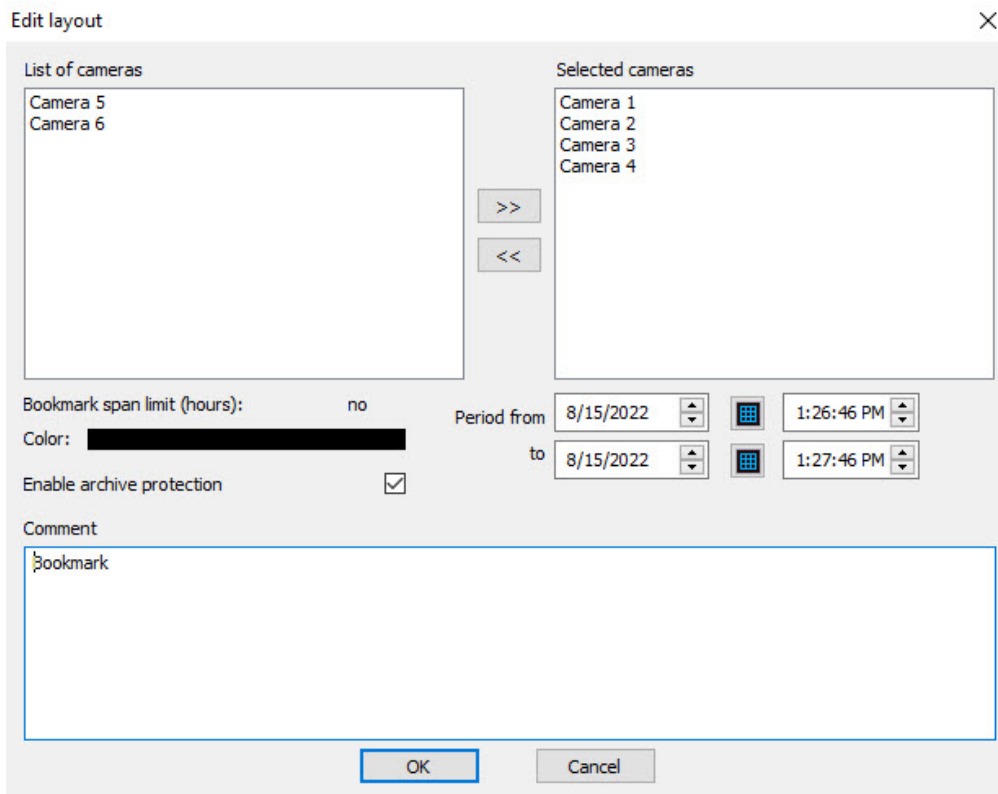 Edit layout
List of cameras
Camera 5
Camera 6
>>
<<
Selected cameras
Camera 1
Camera 2
Camera 3
Camera 4
Bookmark span limit (hours): no
Color:
Enable archive protection
Period from 8/15/2022 1:26:46 PM
to 8/15/2022 1:27:46 PM
Comment
Bookmark
OK Cancel